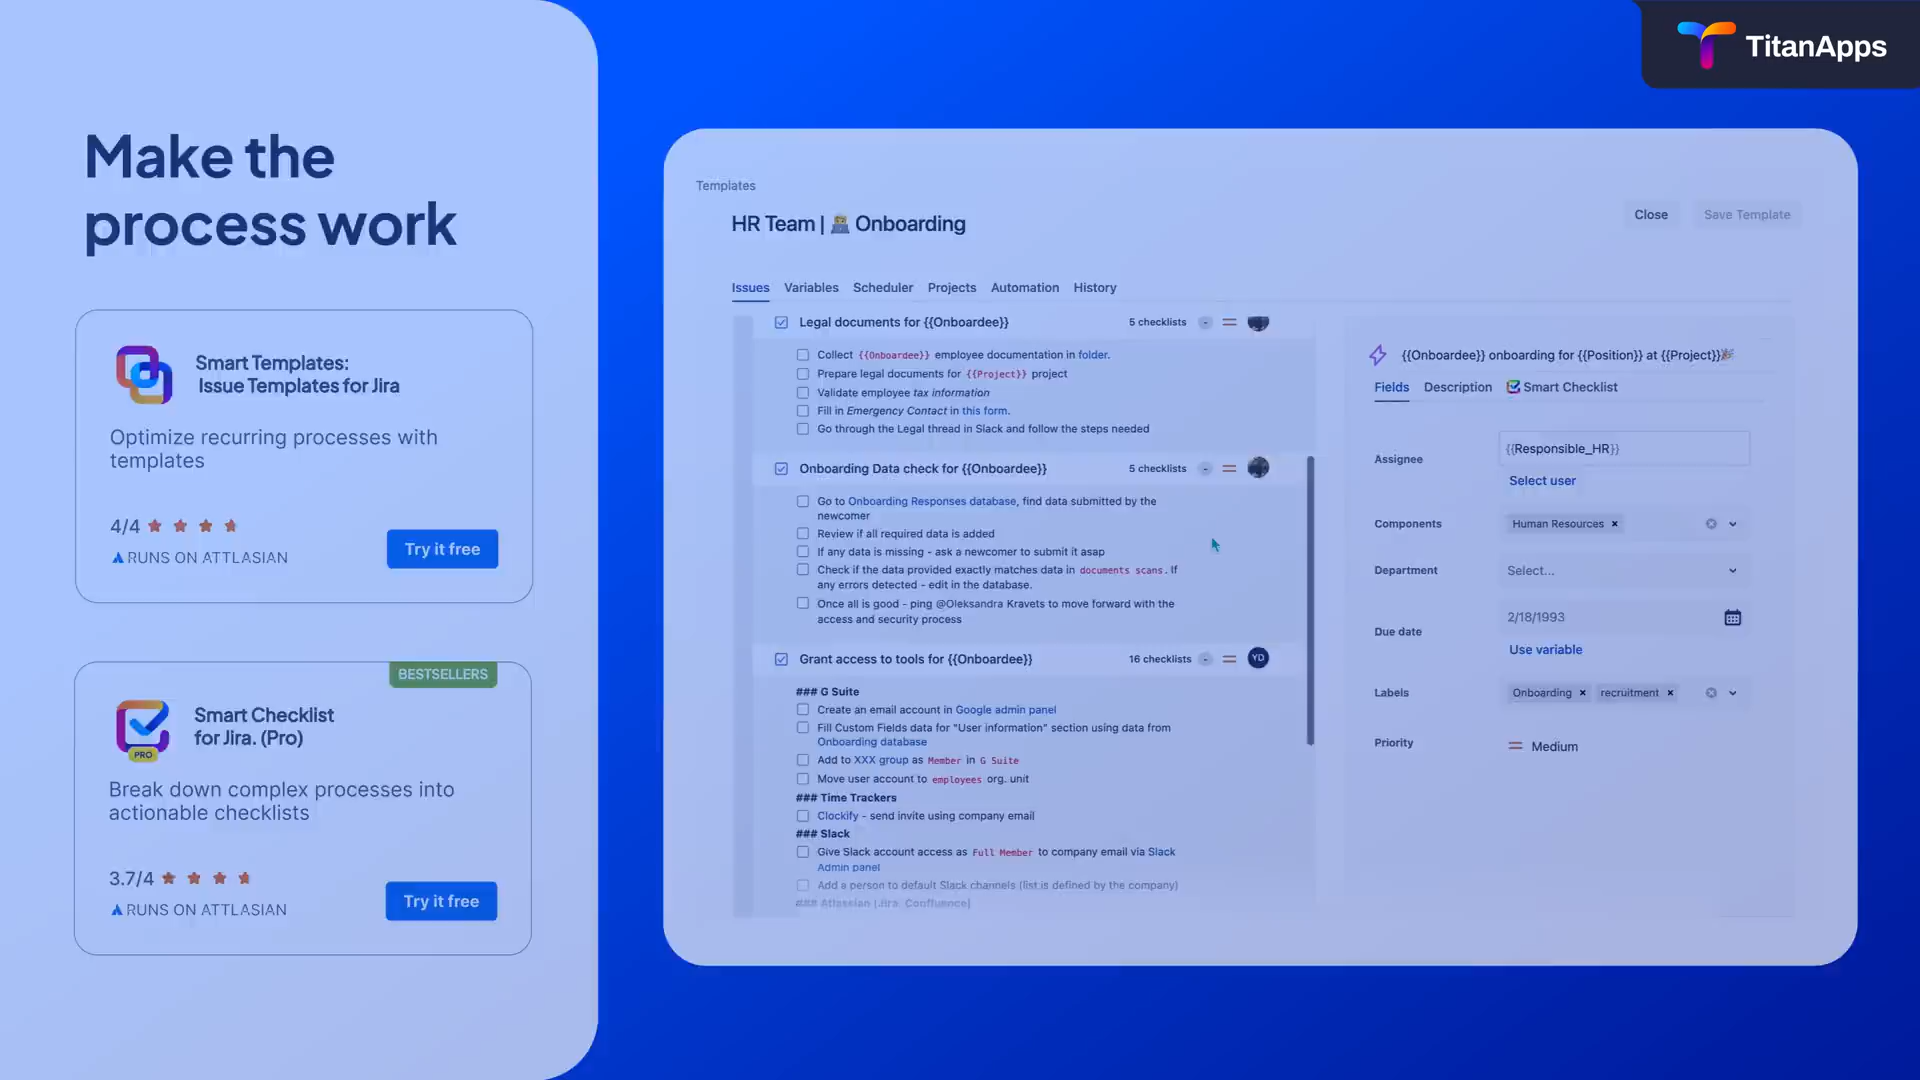 TitanApps
Make the
process work
Smart Templates:
Issue Templates for Jira
Optimize recurring processes with
templates
4/4
RUNS ON ATTLASIAN
Try it free
BESTSELLERS
PRO
Smart Checklist
for Jira. (Pro)
Break down complex processes into
actionable checklists
3.7/4
RUNS ON ATTLASIAN
Try it free
Templates
HR Team | Onboarding
Close
Save Template
Issues Variables Scheduler Projects Automation History
Legal documents for {{Onboardee}} 5 checklists -
Collect {{Onboardee}} employee documentation in folder.
Prepare legal documents for {{Project}} project
Validate employee tax information
Fill in Emergency Contact in this form.
Go through the Legal thread in Slack and follow the steps needed
Onboarding Data check for {{Onboardee}} 5 checklists -
Go to Onboarding Responses database, find data submitted by the
newcomer
Review if all required data is added
If any data is missing - ask a newcomer to submit it asap
Check if the data provided exactly matches data in documents scans. If
any errors detected - edit in the database.
Once all is good - ping @Oleksandra Kravets to move forward with the
access and security process
Grant access to tools for {{Onboardee}} 16 checklists - YD
### G Suite
Create an email account in Google admin panel
Fill Custom Fields data for "User information" section using data from
Onboarding database
Add to XXX group as Member in G Suite
Move user account to employees org. unit
### Time Trackers
Clockify - send invite using company email
### Slack
Give Slack account access as Full Member to company email via Slack
Admin panel
Add a person to default Slack channels (list is defined by the company)
### Atlassian (Jira, Confluence)
{{Onboardee}} onboarding for {{Position}} at {{Project}}
Fields Description Smart Checklist
Assignee
{{Responsible_HR}}
Select user
Components
Human Resources ×
Department
Select...
Due date
2/18/1993
Use variable
Labels
Onboarding × recruitment ×
Priority
Medium